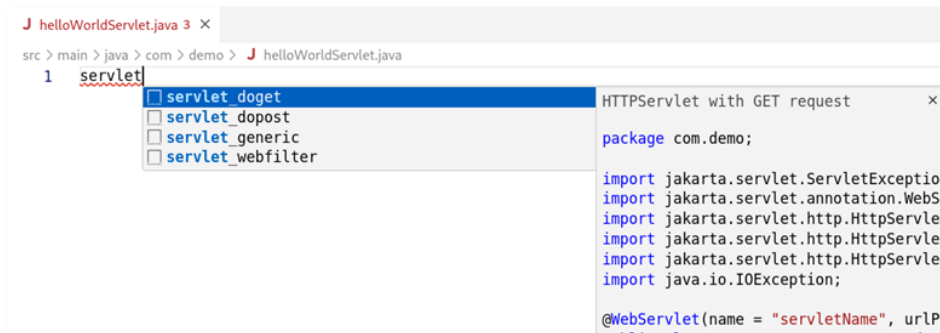 J helloWorldServlet.java 3 ×
src > main > java > com > demo > J helloWorldServlet.java
1 servlet
servlet_doget
servlet_dopost
servlet_generic
servlet_webfilter
HTTPServlet with GET request ×
package com.demo;
import jakarta.servlet.ServletExceptio
import jakarta.servlet.annotation.WebS
import jakarta.servlet.http.HttpServle
import jakarta.servlet.http.HttpServle
import jakarta.servlet.http.HttpServle
import java.io.IOException;
@WebServlet(name = "servletName", urlP